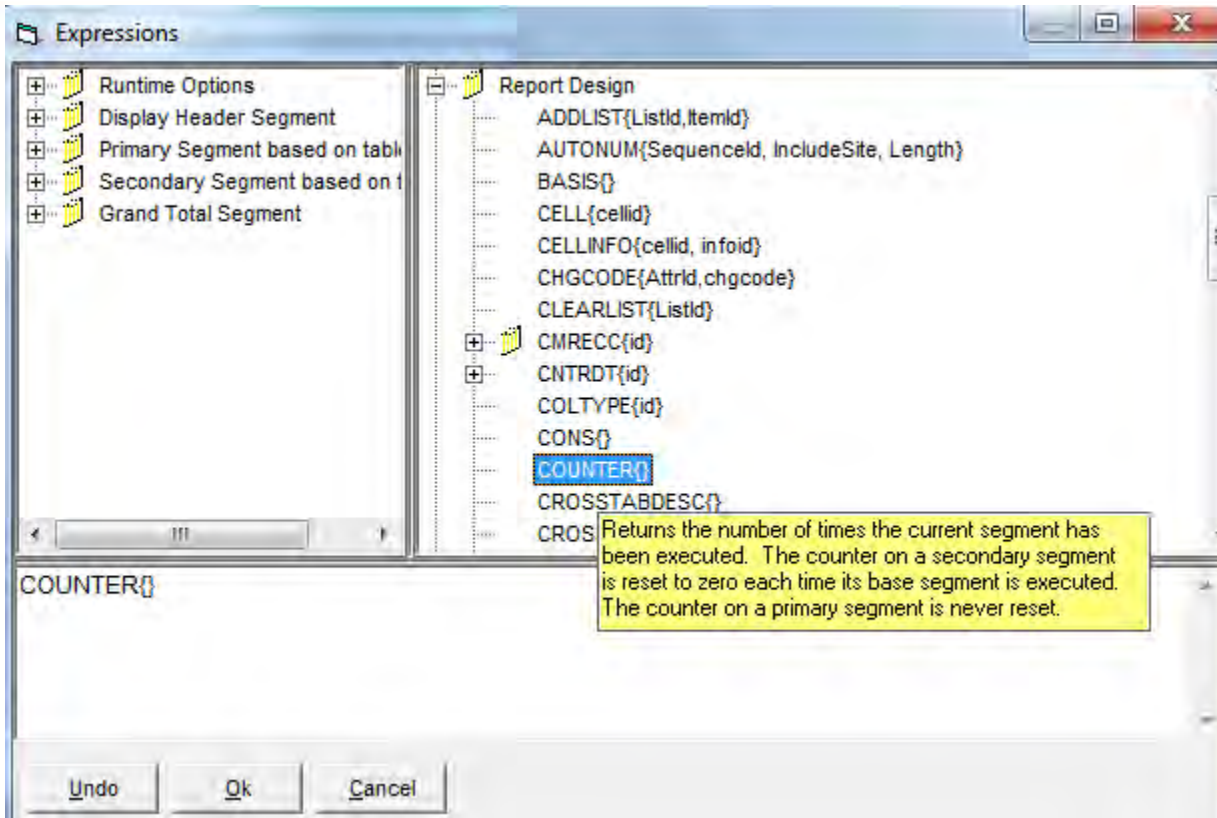 Expressions
Runtime Options
Display Header Segment
Primary Segment based on tabl
Secondary Segment based on t
Grand Total Segment
Report Design
ADDLIST{ListId,ItemId}
AUTONUM{SequenceId, IncludeSite, Length}
BASIS{}
CELL{cellid}
CELLINFO{cellid, infoid}
CHGCODE{AttrId,chgcode}
CLEARLIST{ListId}
CMRECC{id}
CNTRDT{id}
COLTYPE{id}
CONS{}
COUNTER{}
CROSSTABDESC{}
CROS
Returns the number of times the current segment has
been executed.  The counter on a secondary segment
is reset to zero each time its base segment is executed.
The counter on a primary segment is never reset.
COUNTER{}
Undo
Ok
Cancel